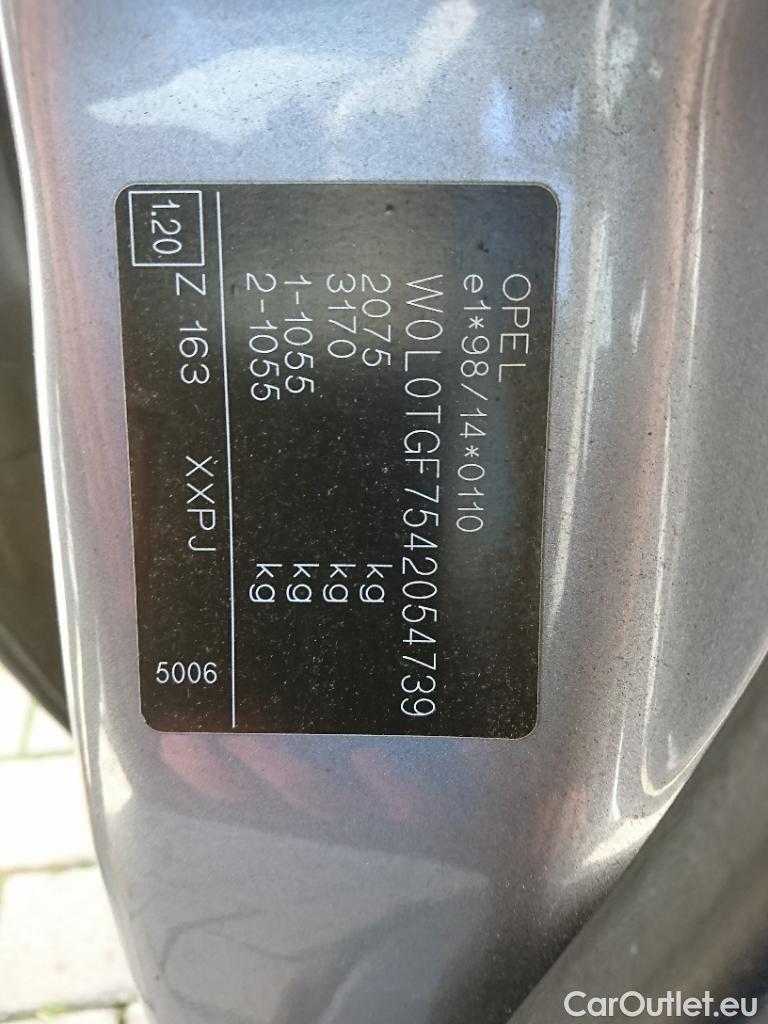 OPEL
e1*98/14*0110
W0L0TGF7542054739
2075 kg
3170 kg
1-1055 kg
2-1055 kg
1.20 Z 163 XXPJ 5006
CarOutlet.eu